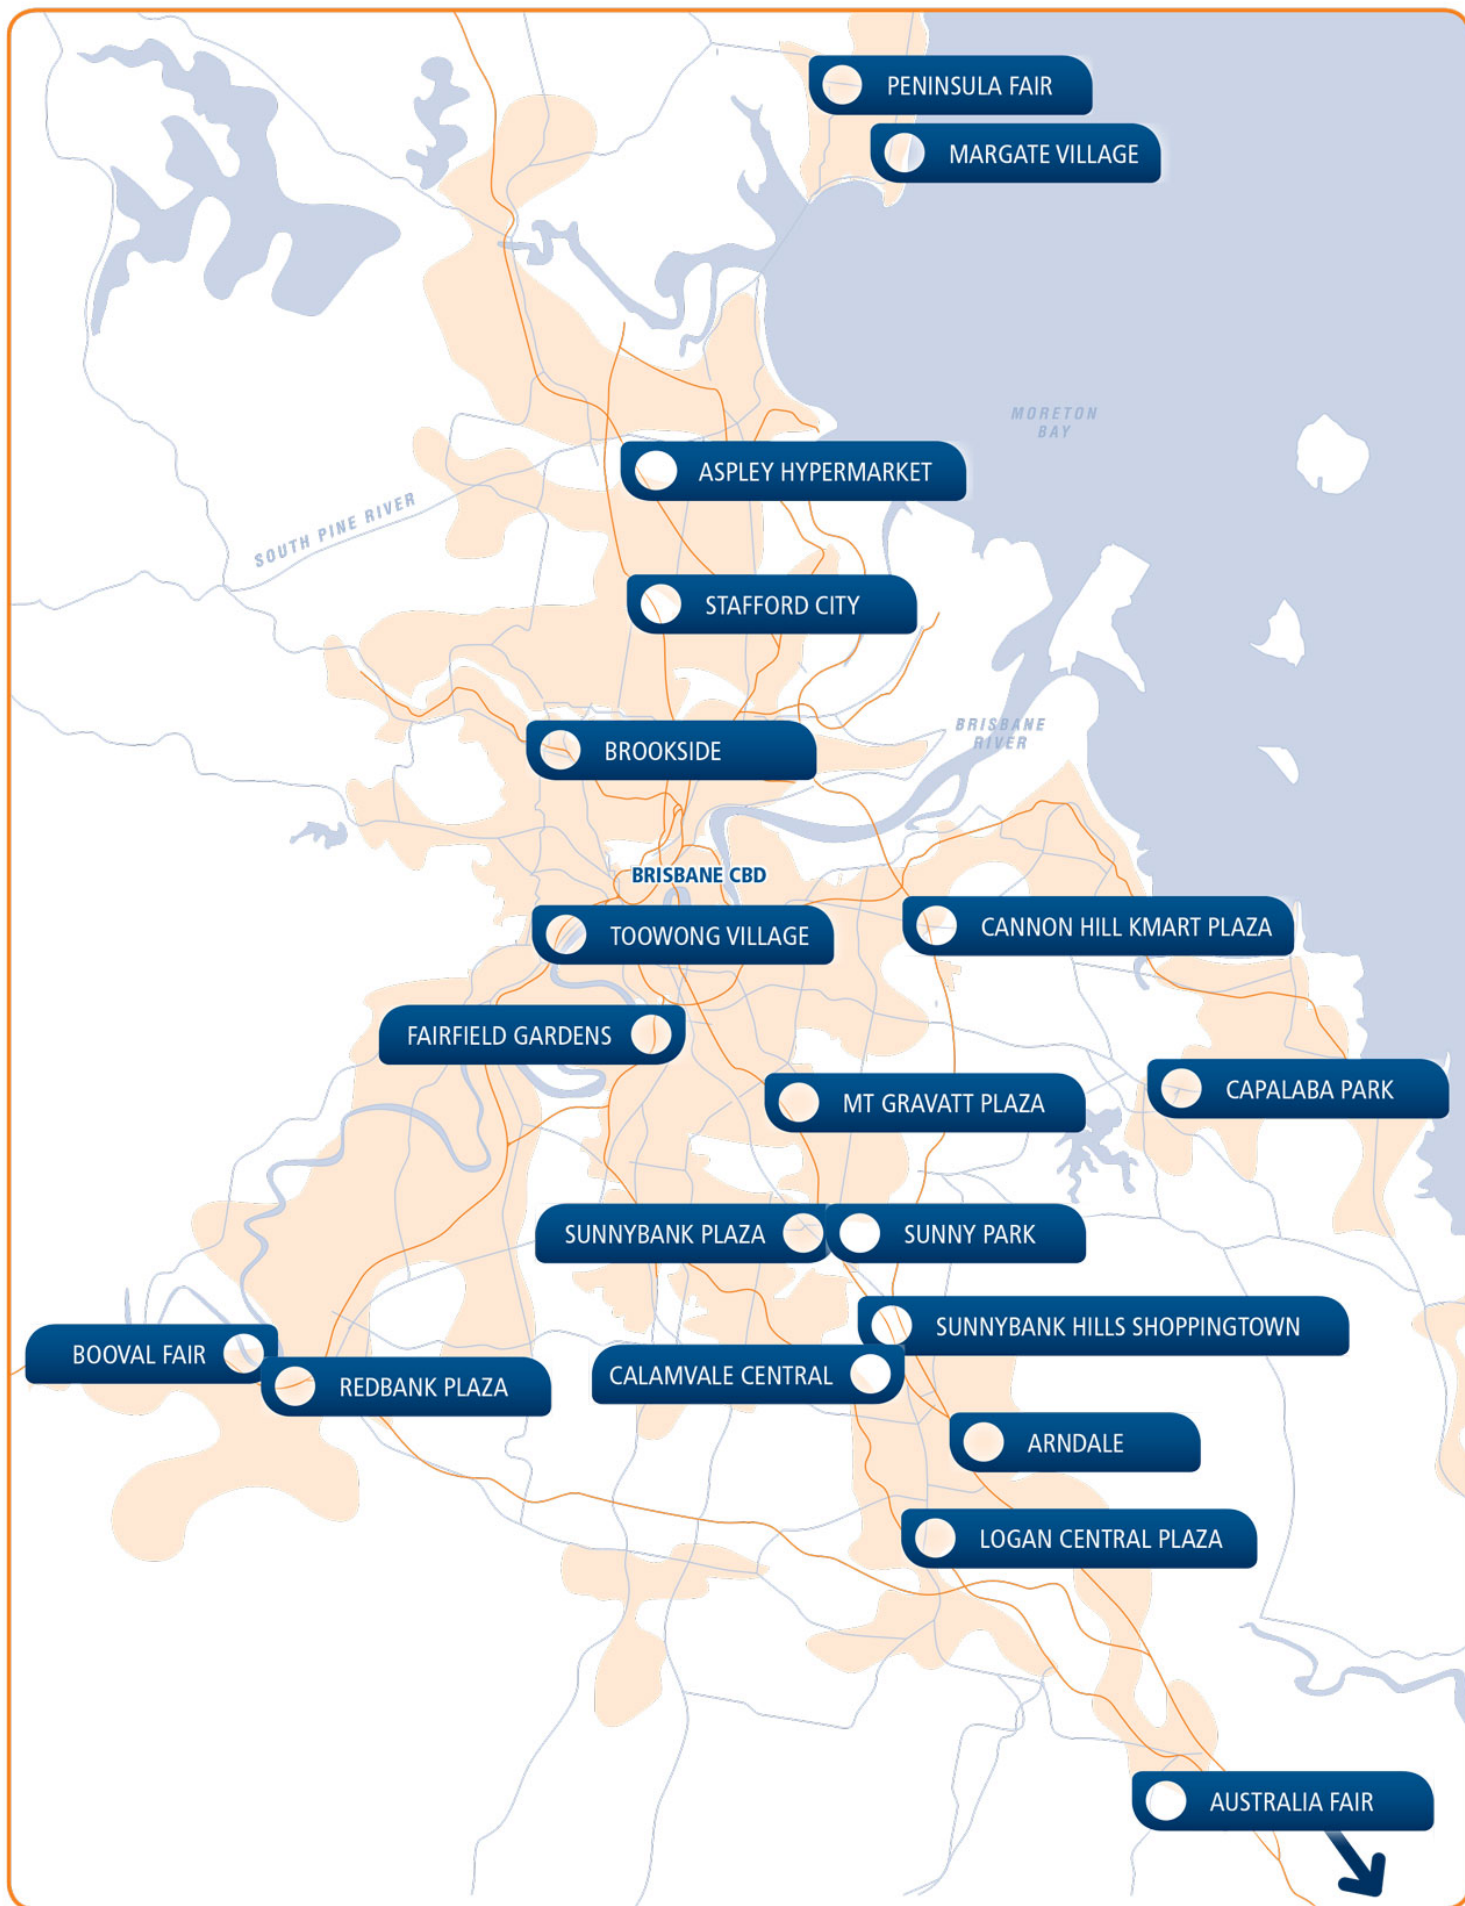 PENINSULA FAIR
MARGATE VILLAGE
MORETON
BAY
ASPLEY HYPERMARKET
SOUTH PINE RIVER
STAFFORD CITY
BRISBANE
RIVER
BROOKSIDE
BRISBANE CBD
CANNON HILL KMART PLAZA
TOOWONG VILLAGE
FAIRFIELD GARDENS
CAPALABA PARK
MT GRAVATT PLAZA
SUNNYBANK PLAZA
SUNNY PARK
SUNNYBANK HILLS SHOPPINGTOWN
BOOVAL FAIR
CALAMVALE CENTRAL
REDBANK PLAZA
ARNDALE
LOGAN CENTRAL PLAZA
AUSTRALIA FAIR